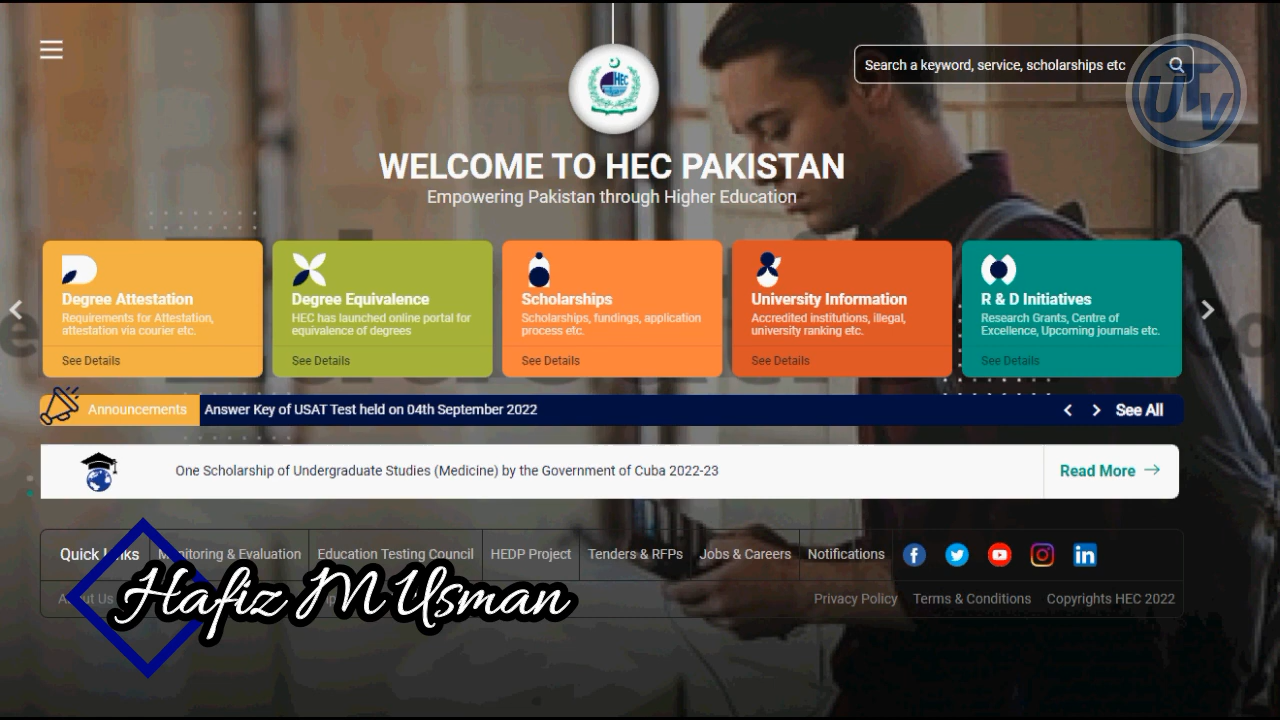 Search a keyword, service, scholarships etc
UTV
HEC
WELCOME TO HEC PAKISTAN
Empowering Pakistan through Higher Education
Degree Attestation
Requirements for Attestation,
attestation via courier etc.
See Details
Degree Equivalence
HEC has launched online portal for
equivalence of degrees
See Details
Scholarships
Scholarships, fundings, application
process etc.
See Details
University Information
Accredited institutions, illegal,
university ranking etc.
See Details
R & D Initiatives
Research Grants, Centre of
Excellence, Upcoming journals etc.
See Details
Announcements Answer Key of USAT Test held on 04th September 2022 See All
One Scholarship of Undergraduate Studies (Medicine) by the Government of Cuba 2022-23 Read More
Quick Links Monitoring & Evaluation Education Testing Council HEDP Project Tenders & RFPs Jobs & Careers Notifications
About Us Privacy Policy Terms & Conditions Copyrights HEC 2022
Hafiz M Usman